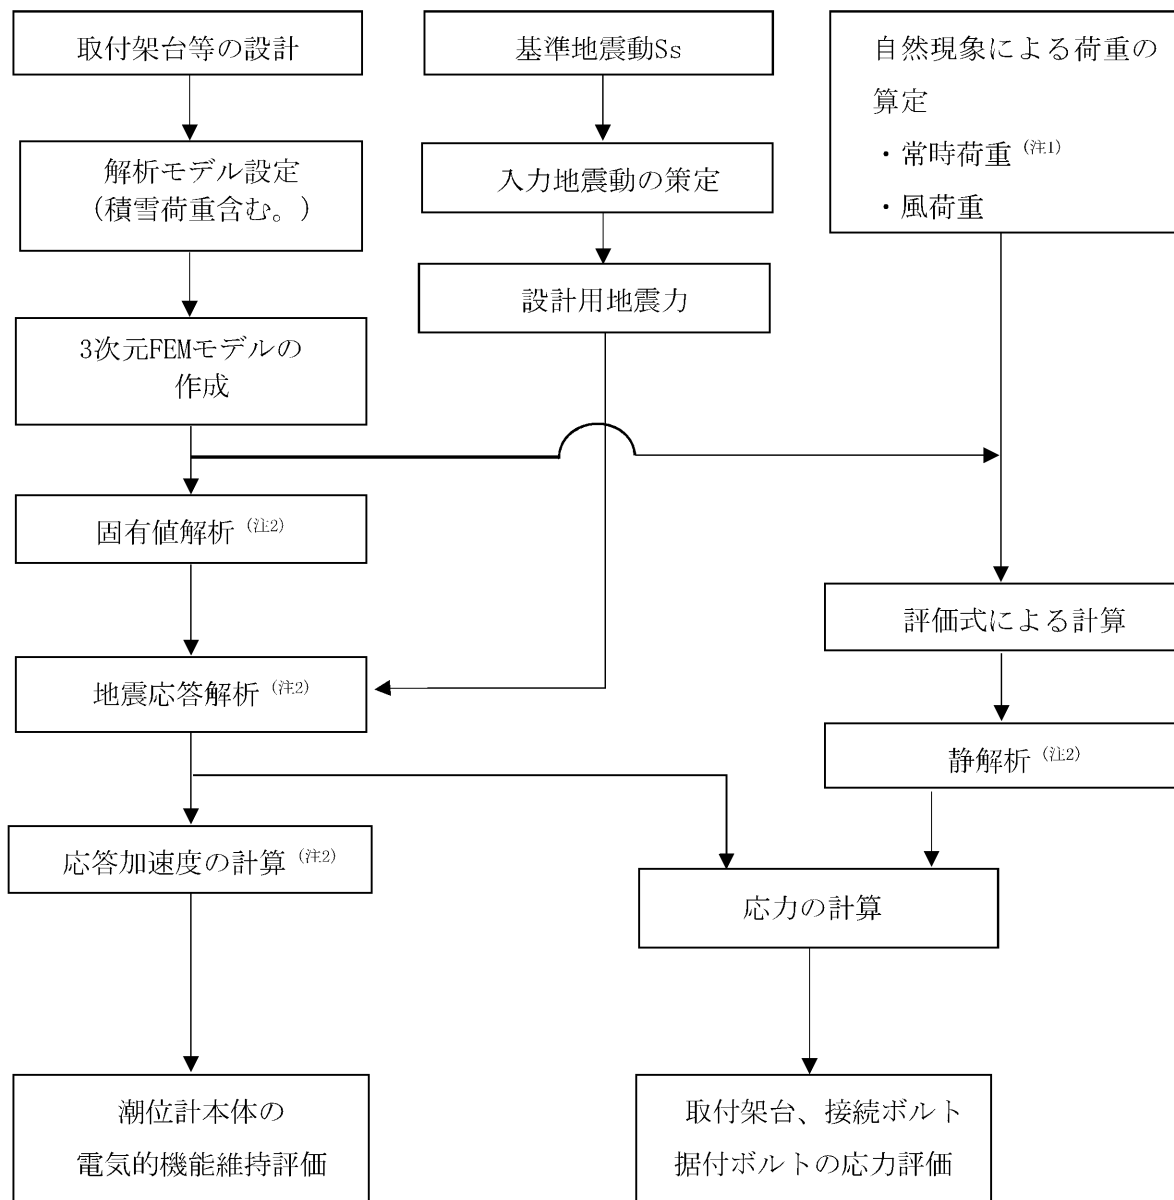 取付架台等の設計
解析モデル設定
(積雪荷重含む。)
3次元FEMモデルの
作成
固有値解析 (注2)
地震応答解析 (注2)
応答加速度の計算 (注2)
潮位計本体の
電気的機能維持評価
基準地震動Ss
入力地震動の策定
設計用地震力
自然現象による荷重の
算定
・常時荷重 (注1)
・風荷重
評価式による計算
静解析 (注2)
応力の計算
取付架台、接続ボルト
据付ボルトの応力評価